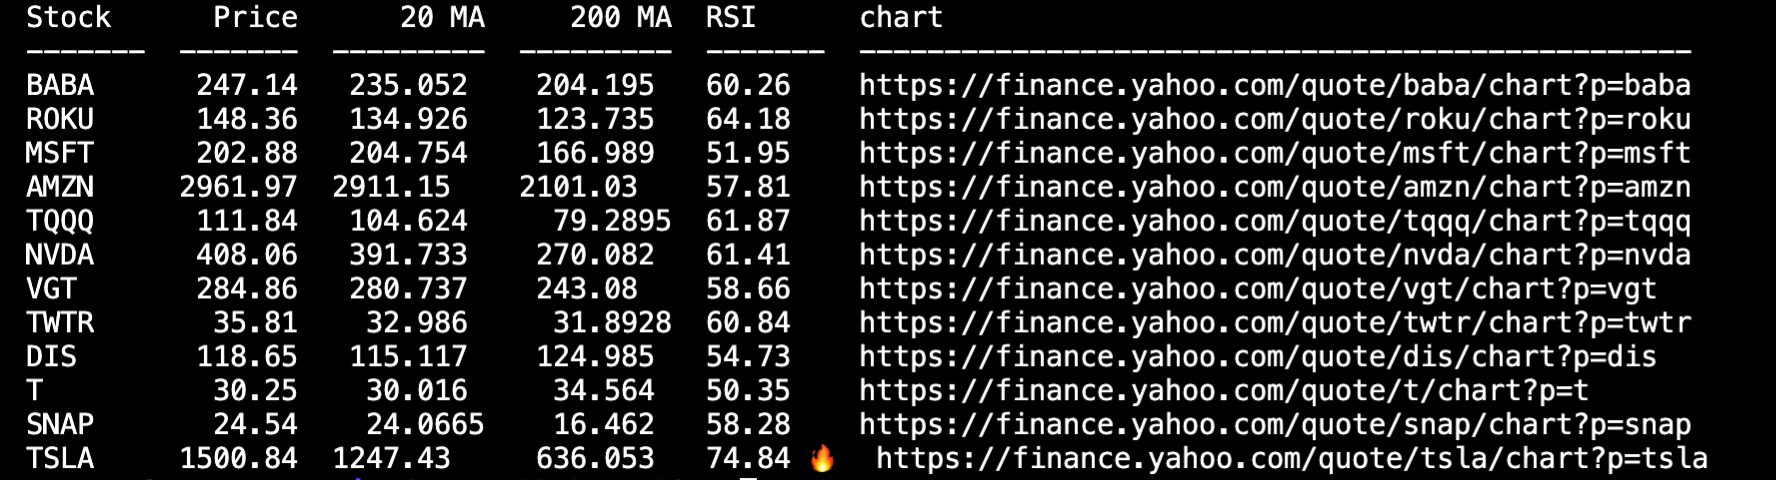 Stock Price 20 MA 200 MA RSI chart
------- ------- --------- --------- ------- -------------------------------------------------
BABA 247.14 235.052 204.195 60.26 https://finance.yahoo.com/quote/baba/chart?p=baba
ROKU 148.36 134.926 123.735 64.18 https://finance.yahoo.com/quote/roku/chart?p=roku
MSFT 202.88 204.754 166.989 51.95 https://finance.yahoo.com/quote/msft/chart?p=msft
AMZN 2961.97 2911.15 2101.03 57.81 https://finance.yahoo.com/quote/amzn/chart?p=amzn
TQQQ 111.84 104.624 79.2895 61.87 https://finance.yahoo.com/quote/tqqq/chart?p=tqqq
NVDA 408.06 391.733 270.082 61.41 https://finance.yahoo.com/quote/nvda/chart?p=nvda
VGT 284.86 280.737 243.08 58.66 https://finance.yahoo.com/quote/vgt/chart?p=vgt
TWTR 35.81 32.986 31.8928 60.84 https://finance.yahoo.com/quote/twtr/chart?p=twtr
DIS 118.65 115.117 124.985 54.73 https://finance.yahoo.com/quote/dis/chart?p=dis
T 30.25 30.016 34.564 50.35 https://finance.yahoo.com/quote/t/chart?p=t
SNAP 24.54 24.0665 16.462 58.28 https://finance.yahoo.com/quote/snap/chart?p=snap
TSLA 1500.84 1247.43 636.053 74.84 🔥 https://finance.yahoo.com/quote/tsla/chart?p=tsla